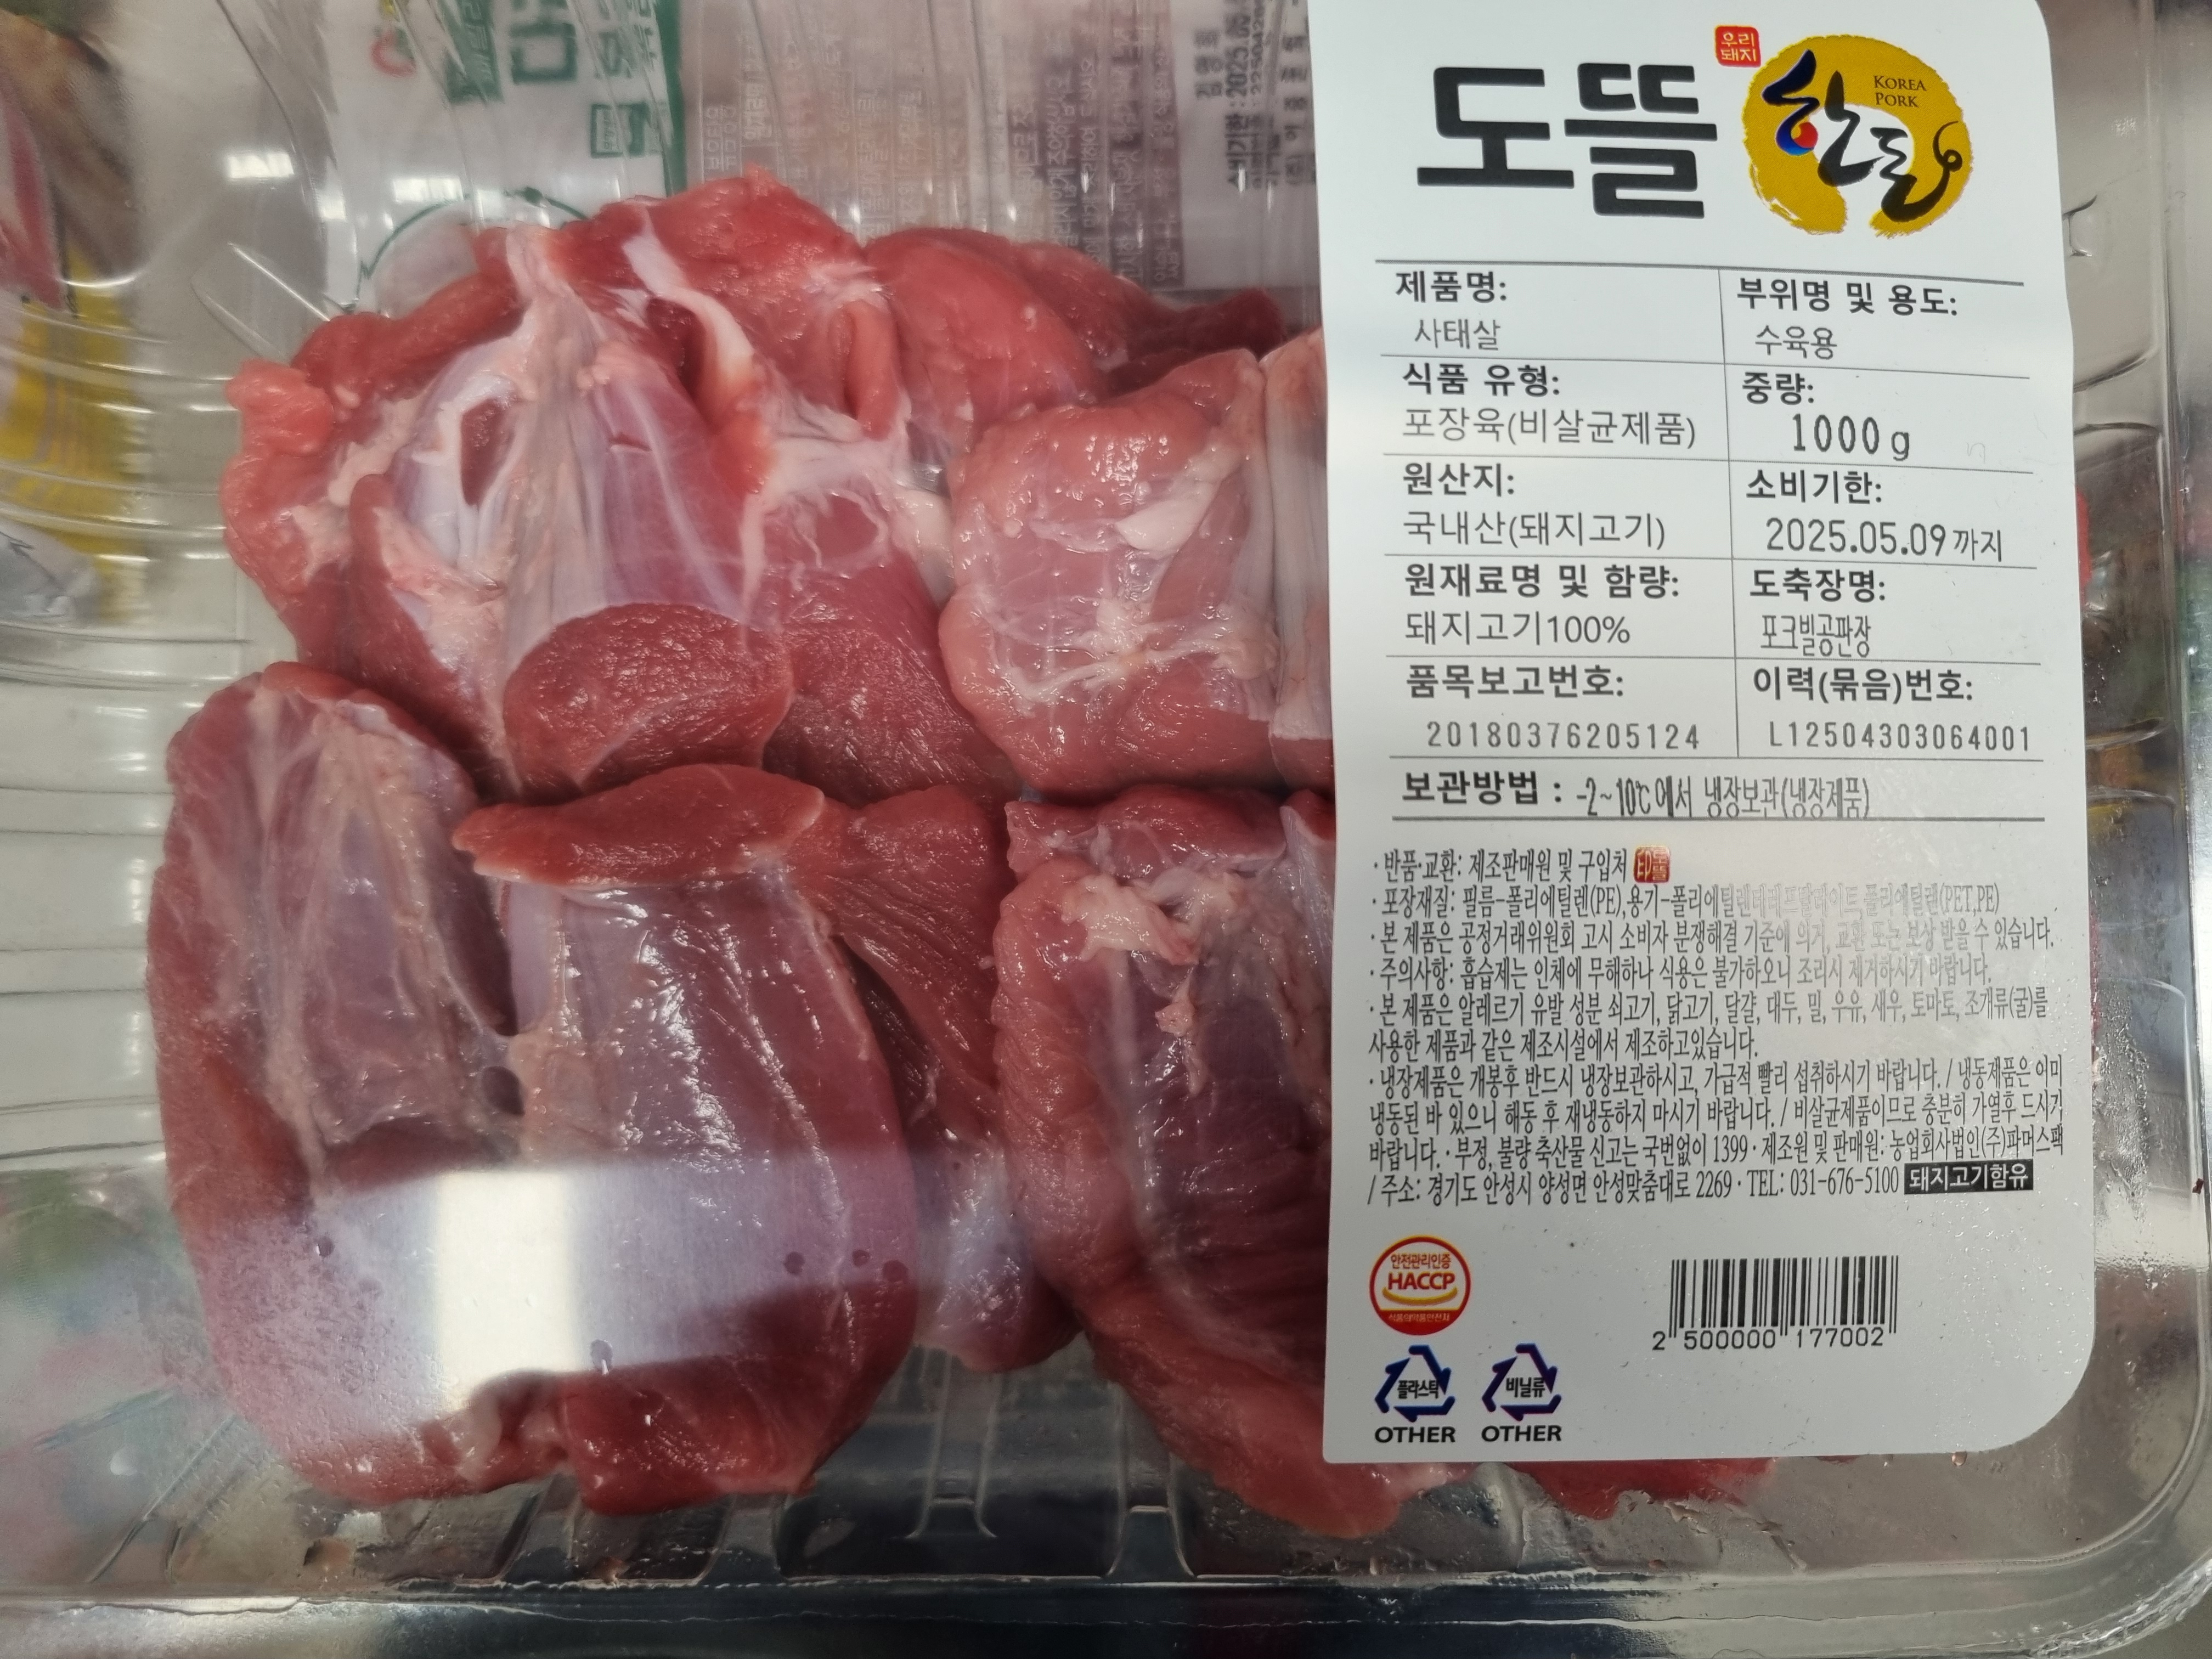 도뜰
우리
돼지
한돈
KOREA
PORK
제품명:
사태살
부위명 및 용도:
수육용
식품 유형:
포장육(비살균제품)
중량:
1000g
원산지:
국내산(돼지고기)
소비기한:
2025.05.09까지
원재료명 및 함량:
돼지고기100%
도축장명:
포크빌공판장
품목보고번호:
20180376205124
이력(묶음)번호:
L12504303064001
보관방법 : -2~10℃에서 냉장보관(냉장제품)
· 반품·교환: 제조판매원 및 구입처
· 포장재질: 필름-폴리에틸렌(PE),용기-폴리에틸렌테레프탈레이트,폴리에틸렌(PET,PE)
· 본 제품은 공정거래위원회 고시 소비자 분쟁해결 기준에 의거, 교환 또는 보상 받을 수 있습니다.
· 주의사항: 흡습제는 인체에 무해하나 식용은 불가하오니 조리시 제거하시기 바랍니다.
· 본 제품은 알레르기 유발 성분 쇠고기, 닭고기, 달걀, 대두, 밀, 우유, 새우, 토마토, 조개류(굴)를
사용한 제품과 같은 제조시설에서 제조하고있습니다.
· 냉장제품은 개봉후 반드시 냉장보관하시고, 가급적 빨리 섭취하시기 바랍니다. / 냉동제품은 이미
냉동된 바 있으니 해동 후 재냉동하지 마시기 바랍니다. / 비살균제품이므로 충분히 가열후 드시기
바랍니다. · 부정, 불량 축산물 신고는 국번없이 1399 · 제조원 및 판매원: 농업회사법인(주)파머스팩
/ 주소: 경기도 안성시 양성면 안성맞춤대로 2269 · TEL: 031-676-5100 돼지고기함유
안전관리인증
HACCP
식품의약품안전처
2 500000 177002
플라스틱
OTHER
비닐류
OTHER